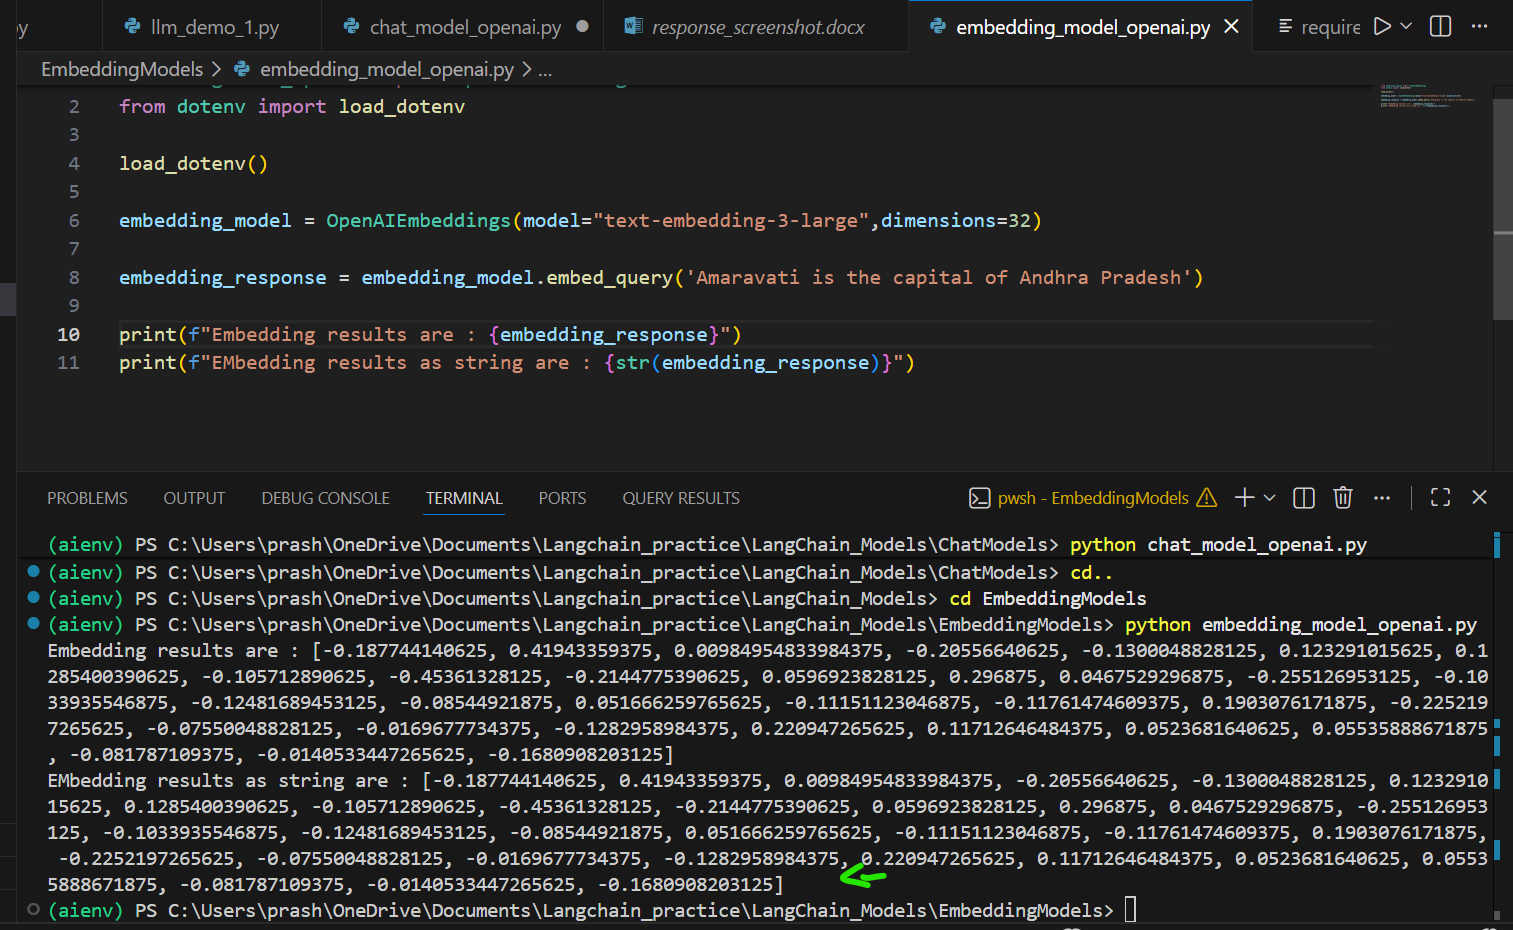 y
llm_demo_1.py
chat_model_openai.py
response_screenshot.docx
embedding_model_openai.py
require
EmbeddingModels > embedding_model_openai.py > ...
2 from dotenv import load_dotenv
3
4 load_dotenv()
5
6 embedding_model = OpenAIEmbeddings(model="text-embedding-3-large",dimensions=32)
7
8 embedding_response = embedding_model.embed_query('Amaravati is the capital of Andhra Pradesh')
9
10 print(f"Embedding results are : {embedding_response}")
11 print(f"EMbedding results as string are : {str(embedding_response)}")
PROBLEMS OUTPUT DEBUG CONSOLE TERMINAL PORTS QUERY RESULTS
pwsh - EmbeddingModels
(aienv) PS C:\Users\prash\OneDrive\Documents\Langchain_practice\LangChain_Models\ChatModels> python chat_model_openai.py
(aienv) PS C:\Users\prash\OneDrive\Documents\Langchain_practice\LangChain_Models\ChatModels> cd..
(aienv) PS C:\Users\prash\OneDrive\Documents\Langchain_practice\LangChain_Models> cd EmbeddingModels
(aienv) PS C:\Users\prash\OneDrive\Documents\Langchain_practice\LangChain_Models\EmbeddingModels> python embedding_model_openai.py
Embedding results are : [-0.187744140625, 0.41943359375, 0.00984954833984375, -0.20556640625, -0.1300048828125, 0.123291015625, 0.1
285400390625, -0.105712890625, -0.45361328125, -0.2144775390625, 0.0596923828125, 0.296875, 0.0467529296875, -0.255126953125, -0.10
33935546875, -0.12481689453125, -0.08544921875, 0.051666259765625, -0.11151123046875, -0.11761474609375, 0.1903076171875, -0.225219
7265625, -0.07550048828125, -0.0169677734375, -0.1282958984375, 0.220947265625, 0.11712646484375, 0.0523681640625, 0.05535888671875
, -0.081787109375, -0.0140533447265625, -0.1680908203125]
EMbedding results as string are : [-0.187744140625, 0.41943359375, 0.00984954833984375, -0.20556640625, -0.1300048828125, 0.1232910
15625, 0.1285400390625, -0.105712890625, -0.45361328125, -0.2144775390625, 0.0596923828125, 0.296875, 0.0467529296875, -0.255126953
125, -0.1033935546875, -0.12481689453125, -0.08544921875, 0.051666259765625, -0.11151123046875, -0.11761474609375, 0.1903076171875,
-0.2252197265625, -0.07550048828125, -0.0169677734375, -0.1282958984375, 0.220947265625, 0.11712646484375, 0.0523681640625, 0.0553
5888671875, -0.081787109375, -0.0140533447265625, -0.1680908203125]
(aienv) PS C:\Users\prash\OneDrive\Documents\Langchain_practice\LangChain_Models\EmbeddingModels>